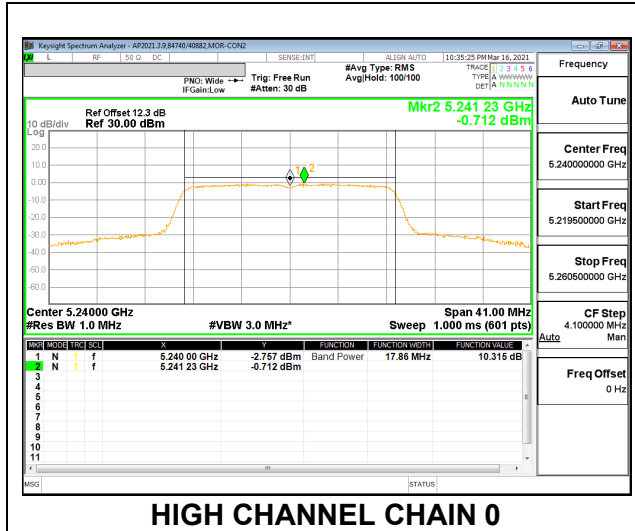 Keysight Spectrum Analyzer - AP2021.3.9,84740/40882,MOR-CON2
L RF 50 Ω DC SENSE:INT ALIGN AUTO 10:35:25 PM Mar 16, 2021
#Avg Type: RMS TRACE 1 2 3 4 5 6
PNO: Wide Trig: Free Run Avg|Hold: 100/100 TYPE A WWWWW
IFGain:Low #Atten: 30 dB DET A N N N N N
Mkr2 5.241 23 GHz
-0.712 dBm
Ref Offset 12.3 dB
10 dB/div Ref 30.00 dBm
Log
20.0
10.0
0.00
-10.0
-20.0
-30.0
-40.0
-50.0
-60.0
1 2
Center 5.24000 GHz Span 41.00 MHz
#Res BW 1.0 MHz #VBW 3.0 MHz* Sweep 1.000 ms (601 pts)
MKR MODE TRC SCL X Y FUNCTION FUNCTION WIDTH FUNCTION VALUE
1 N 1 f 5.240 00 GHz -2.757 dBm Band Power 17.86 MHz 10.315 dB
2 N 1 f 5.241 23 GHz -0.712 dBm
3
4
5
6
7
8
9
10
11
MSG STATUS
Frequency
Auto Tune
Center Freq
5.240000000 GHz
Start Freq
5.219500000 GHz
Stop Freq
5.260500000 GHz
CF Step
4.100000 MHz
Auto Man
Freq Offset
0 Hz
HIGH CHANNEL CHAIN 0